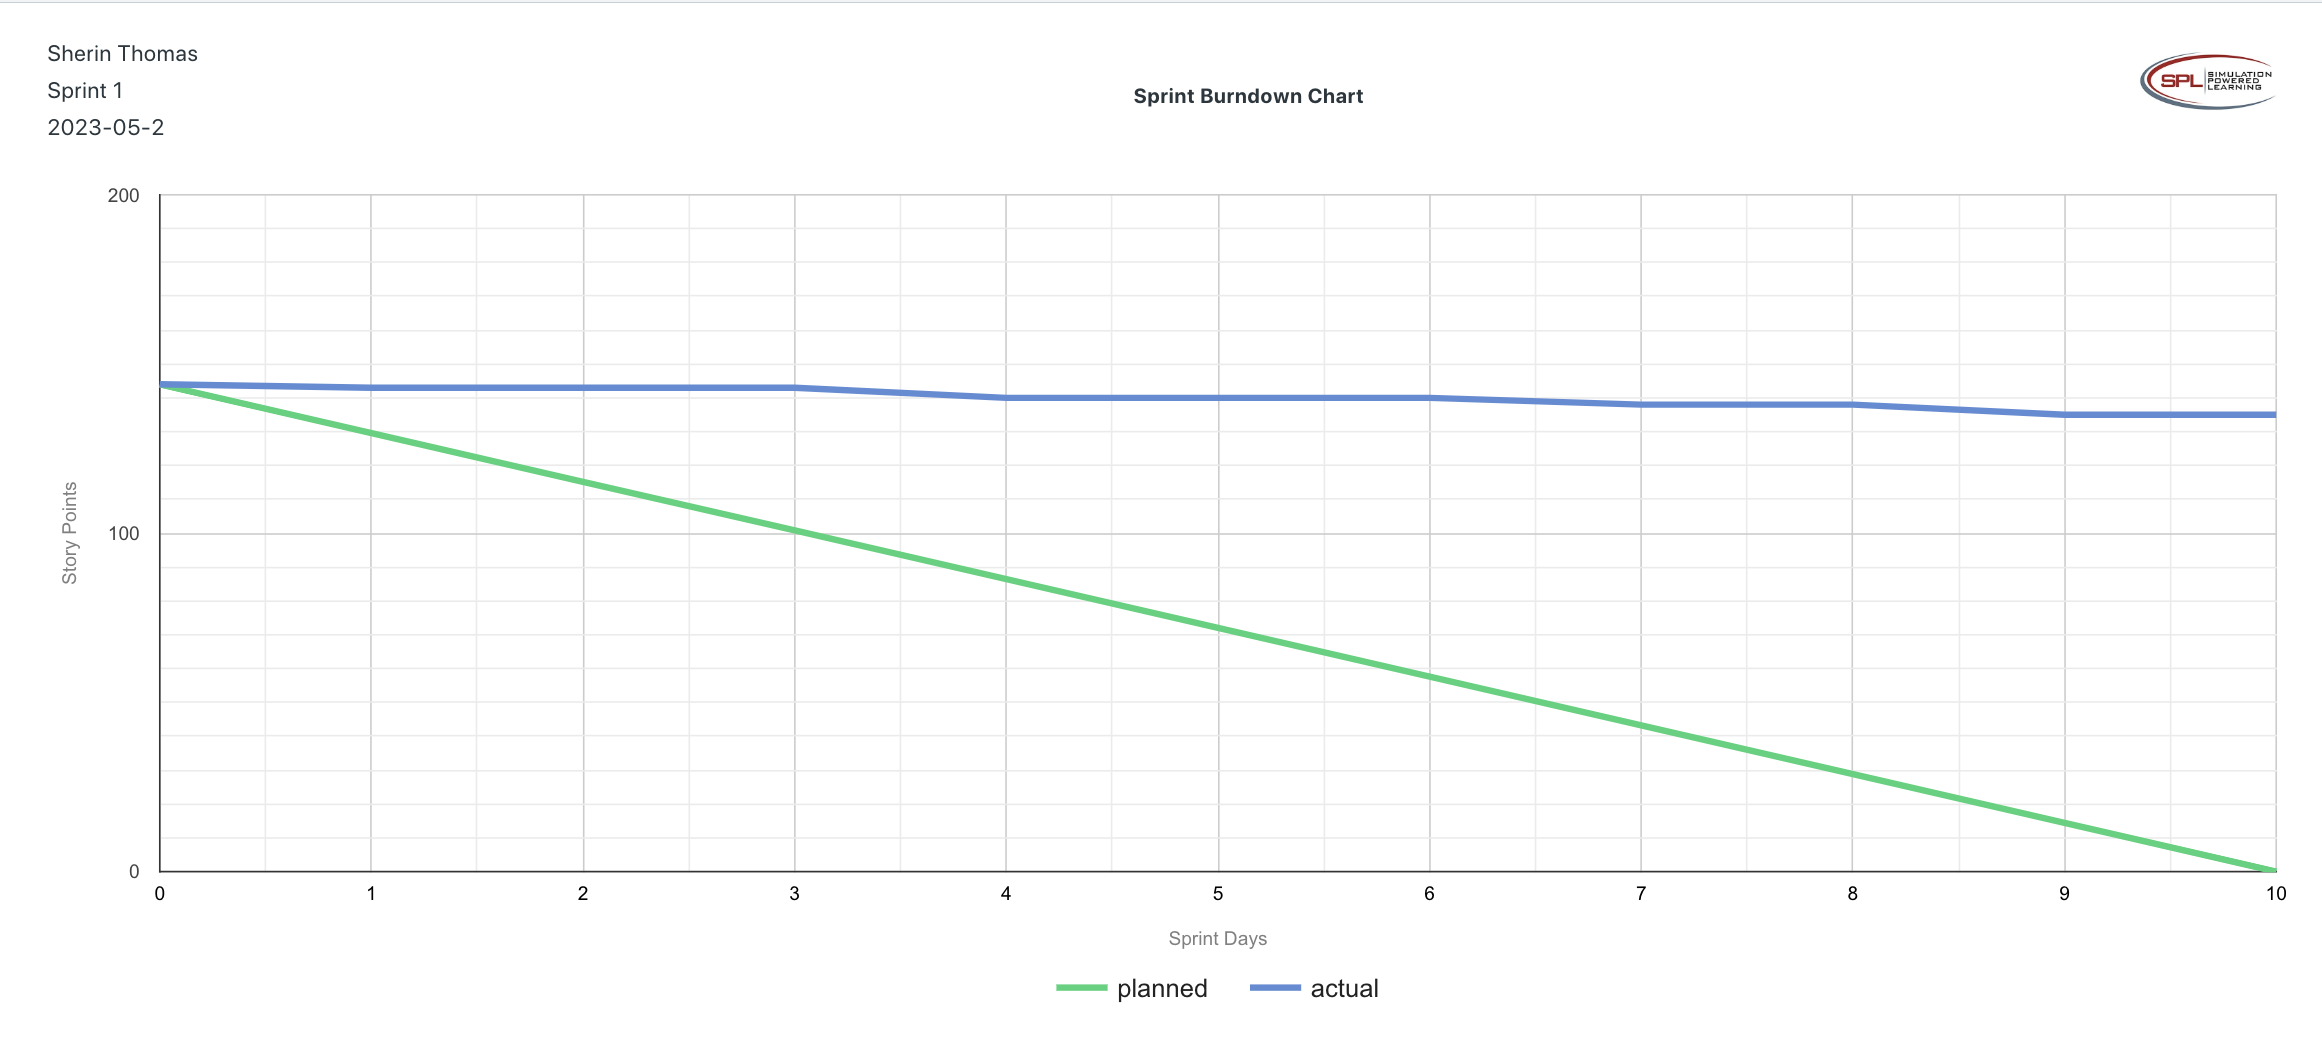 Sherin Thomas
Sprint 1
2023-05-2
Sprint Burndown Chart
SPL
SIMULATION
POWERED
LEARNING
200
100
0
Story Points
0 1 2 3 4 5 6 7 8 9 10
Sprint Days
planned actual